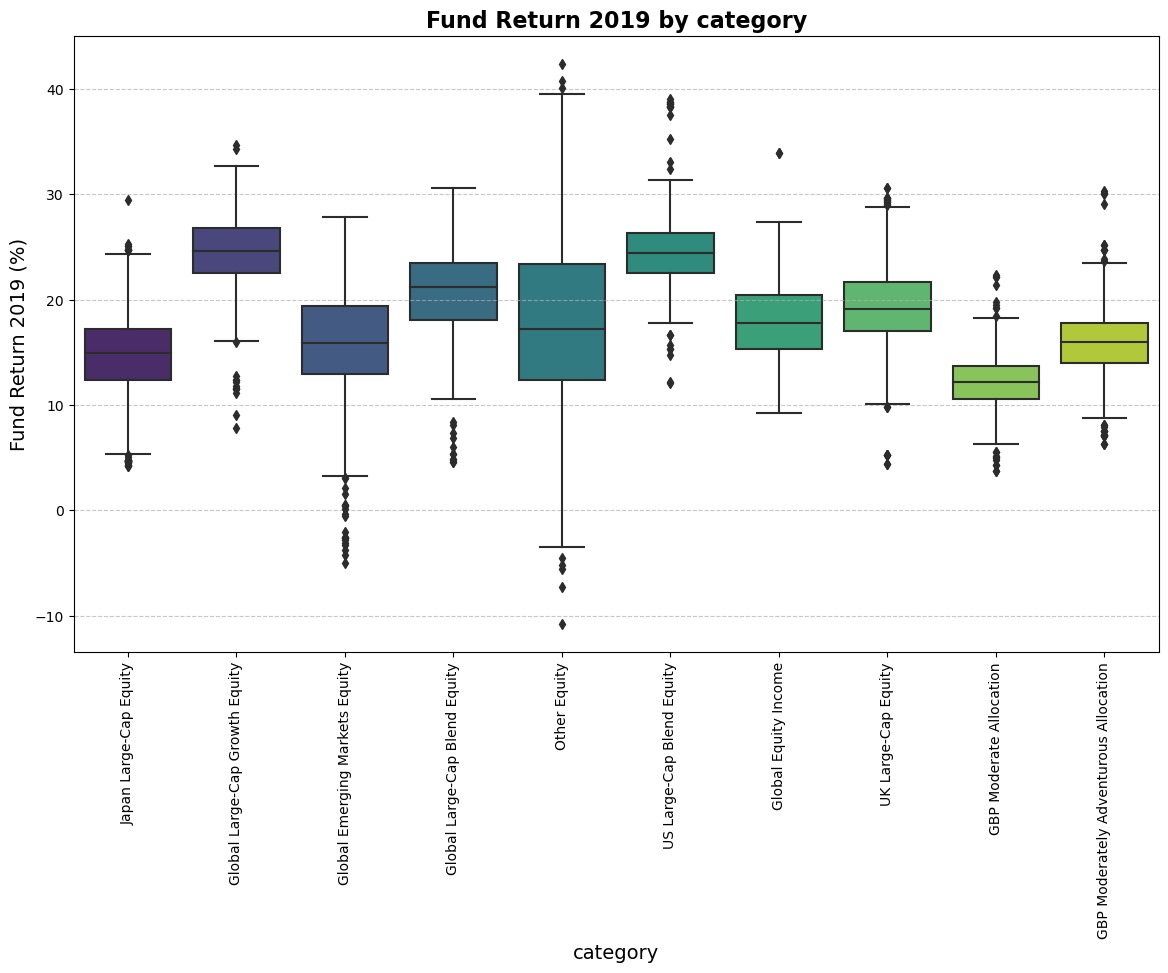 Fund Return 2019 by category
Fund Return 2019 (%)
40
30
20
10
0
−10
Japan Large-Cap Equity
Global Large-Cap Growth Equity
Global Emerging Markets Equity
Global Large-Cap Blend Equity
Other Equity
US Large-Cap Blend Equity
Global Equity Income
UK Large-Cap Equity
GBP Moderate Allocation
GBP Moderately Adventurous Allocation
category